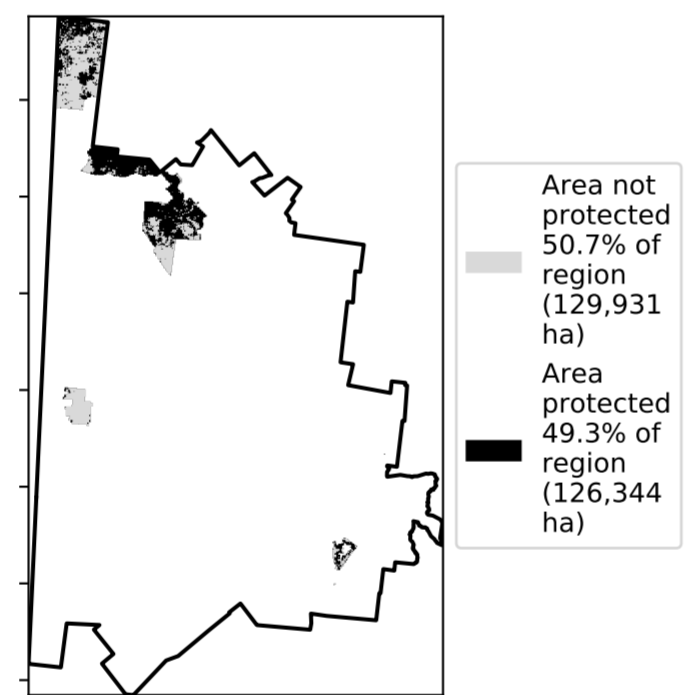 Area not
protected
50.7% of
region
(129,931
ha)
Area
protected
49.3% of
region
(126,344
ha)